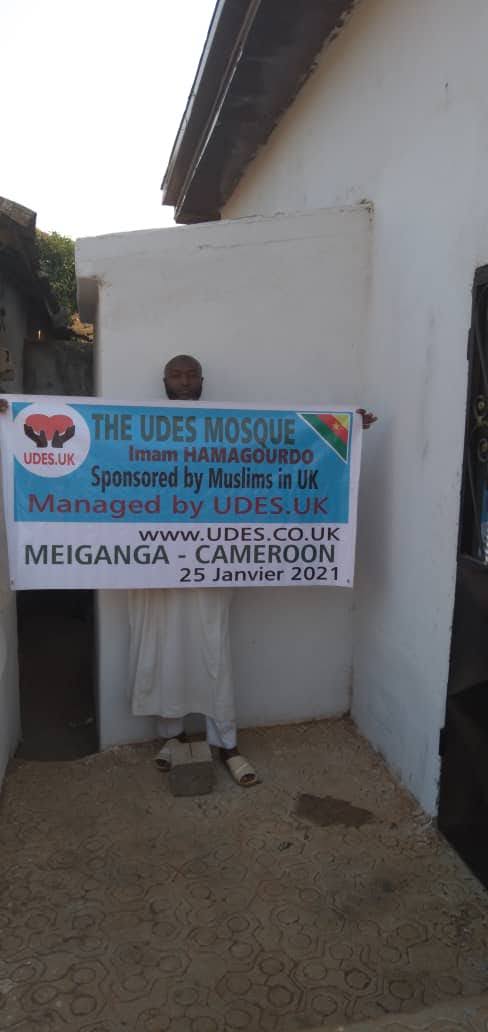 UDES.UK
THE UDES MOSQUE
Imam HAMAGOURDO
Sponsored by Muslims in UK
Managed by UDES.UK
www.UDES.CO.UK
MEIGANGA - CAMEROON
25 Janvier 2021